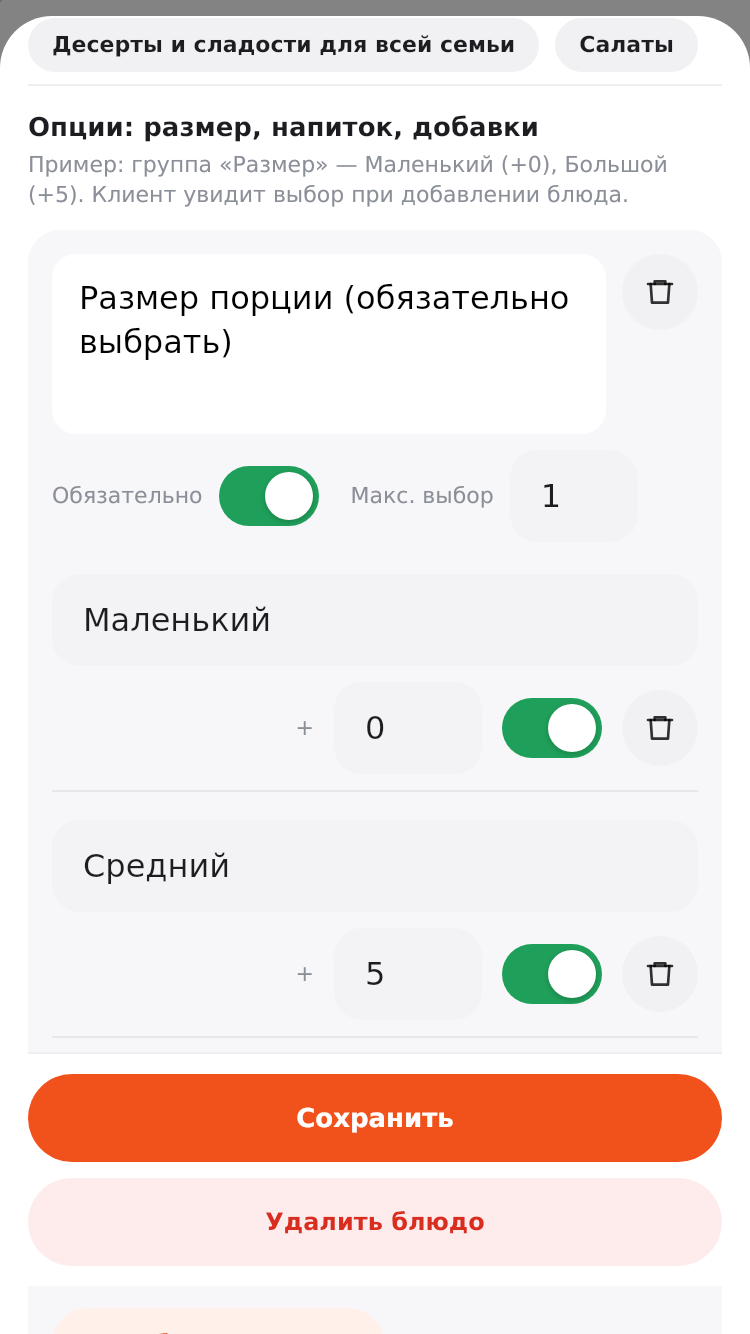 Десерты и сладости для всей семьи
Салаты
Опции: размер, напиток, добавки
Пример: группа «Размер» — Маленький (+0), Большой
(+5). Клиент увидит выбор при добавлении блюда.
Размер порции (обязательно
выбрать)
Обязательно
Макс. выбор
1
Маленький
+
0
Средний
+
5
Сохранить
Удалить блюдо